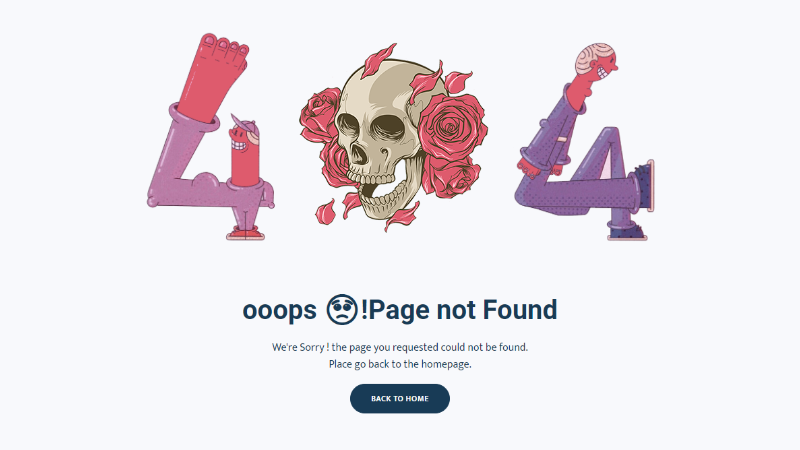 ooops 🥺!Page not Found
We're Sorry ! the page you requested could not be found.
Place go back to the homepage.
BACK TO HOME